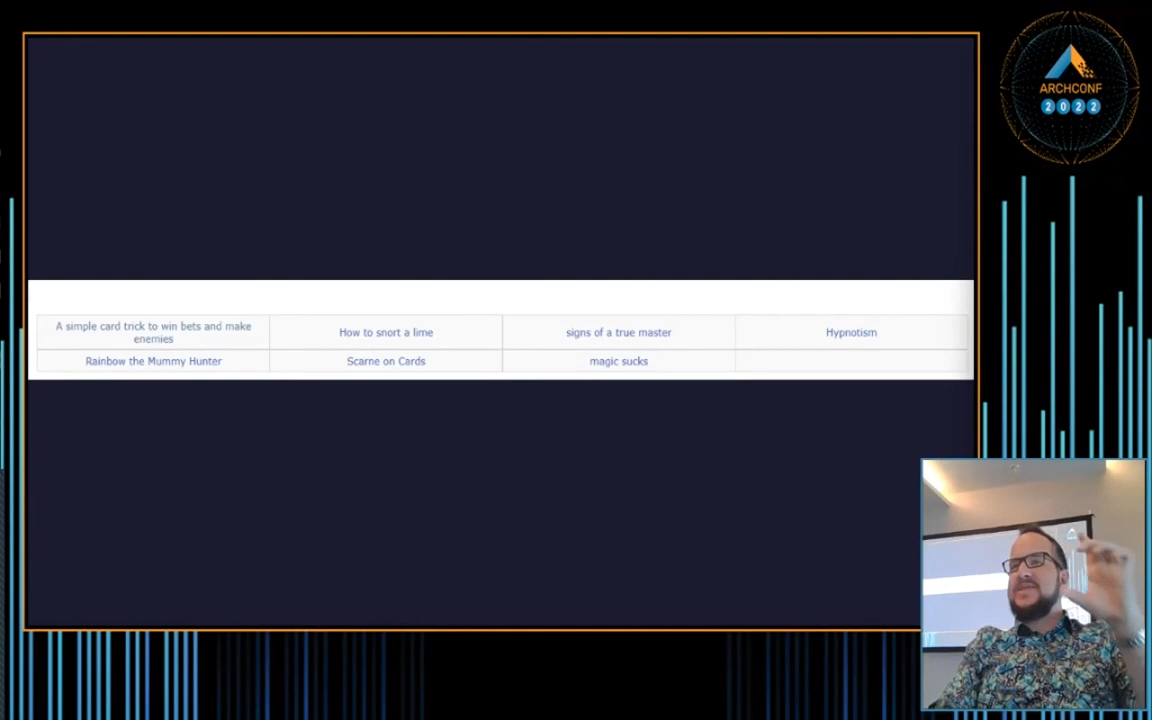 ARCHCONF
2022
A simple card trick to win bets and make
enemies
How to snort a lime
signs of a true master
Hypnotism
Rainbow the Mummy Hunter
Scarne on Cards
magic sucks